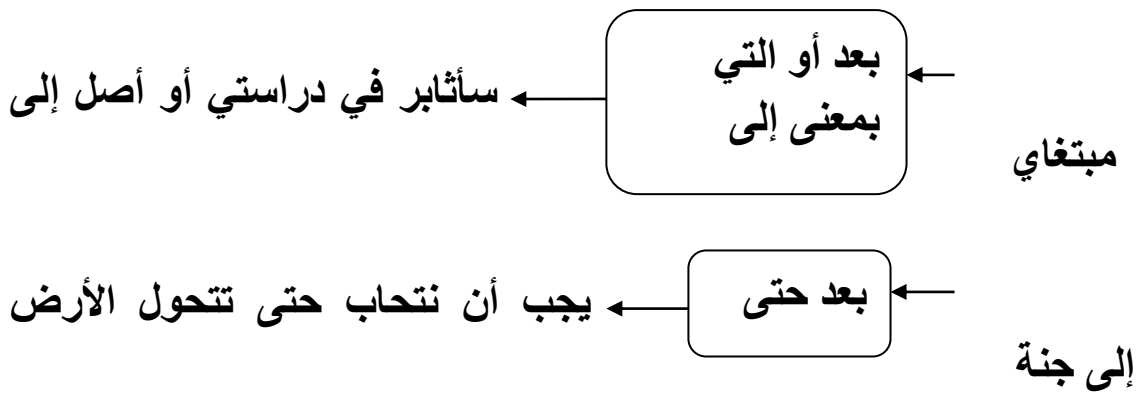 بعد أو التي
بمعنى إلى
سأثابر في دراستي أو أصل إلى
مبتغاي
بعد حتى
يجب أن نتحاب حتى تتحول الأرض
إلى جنة